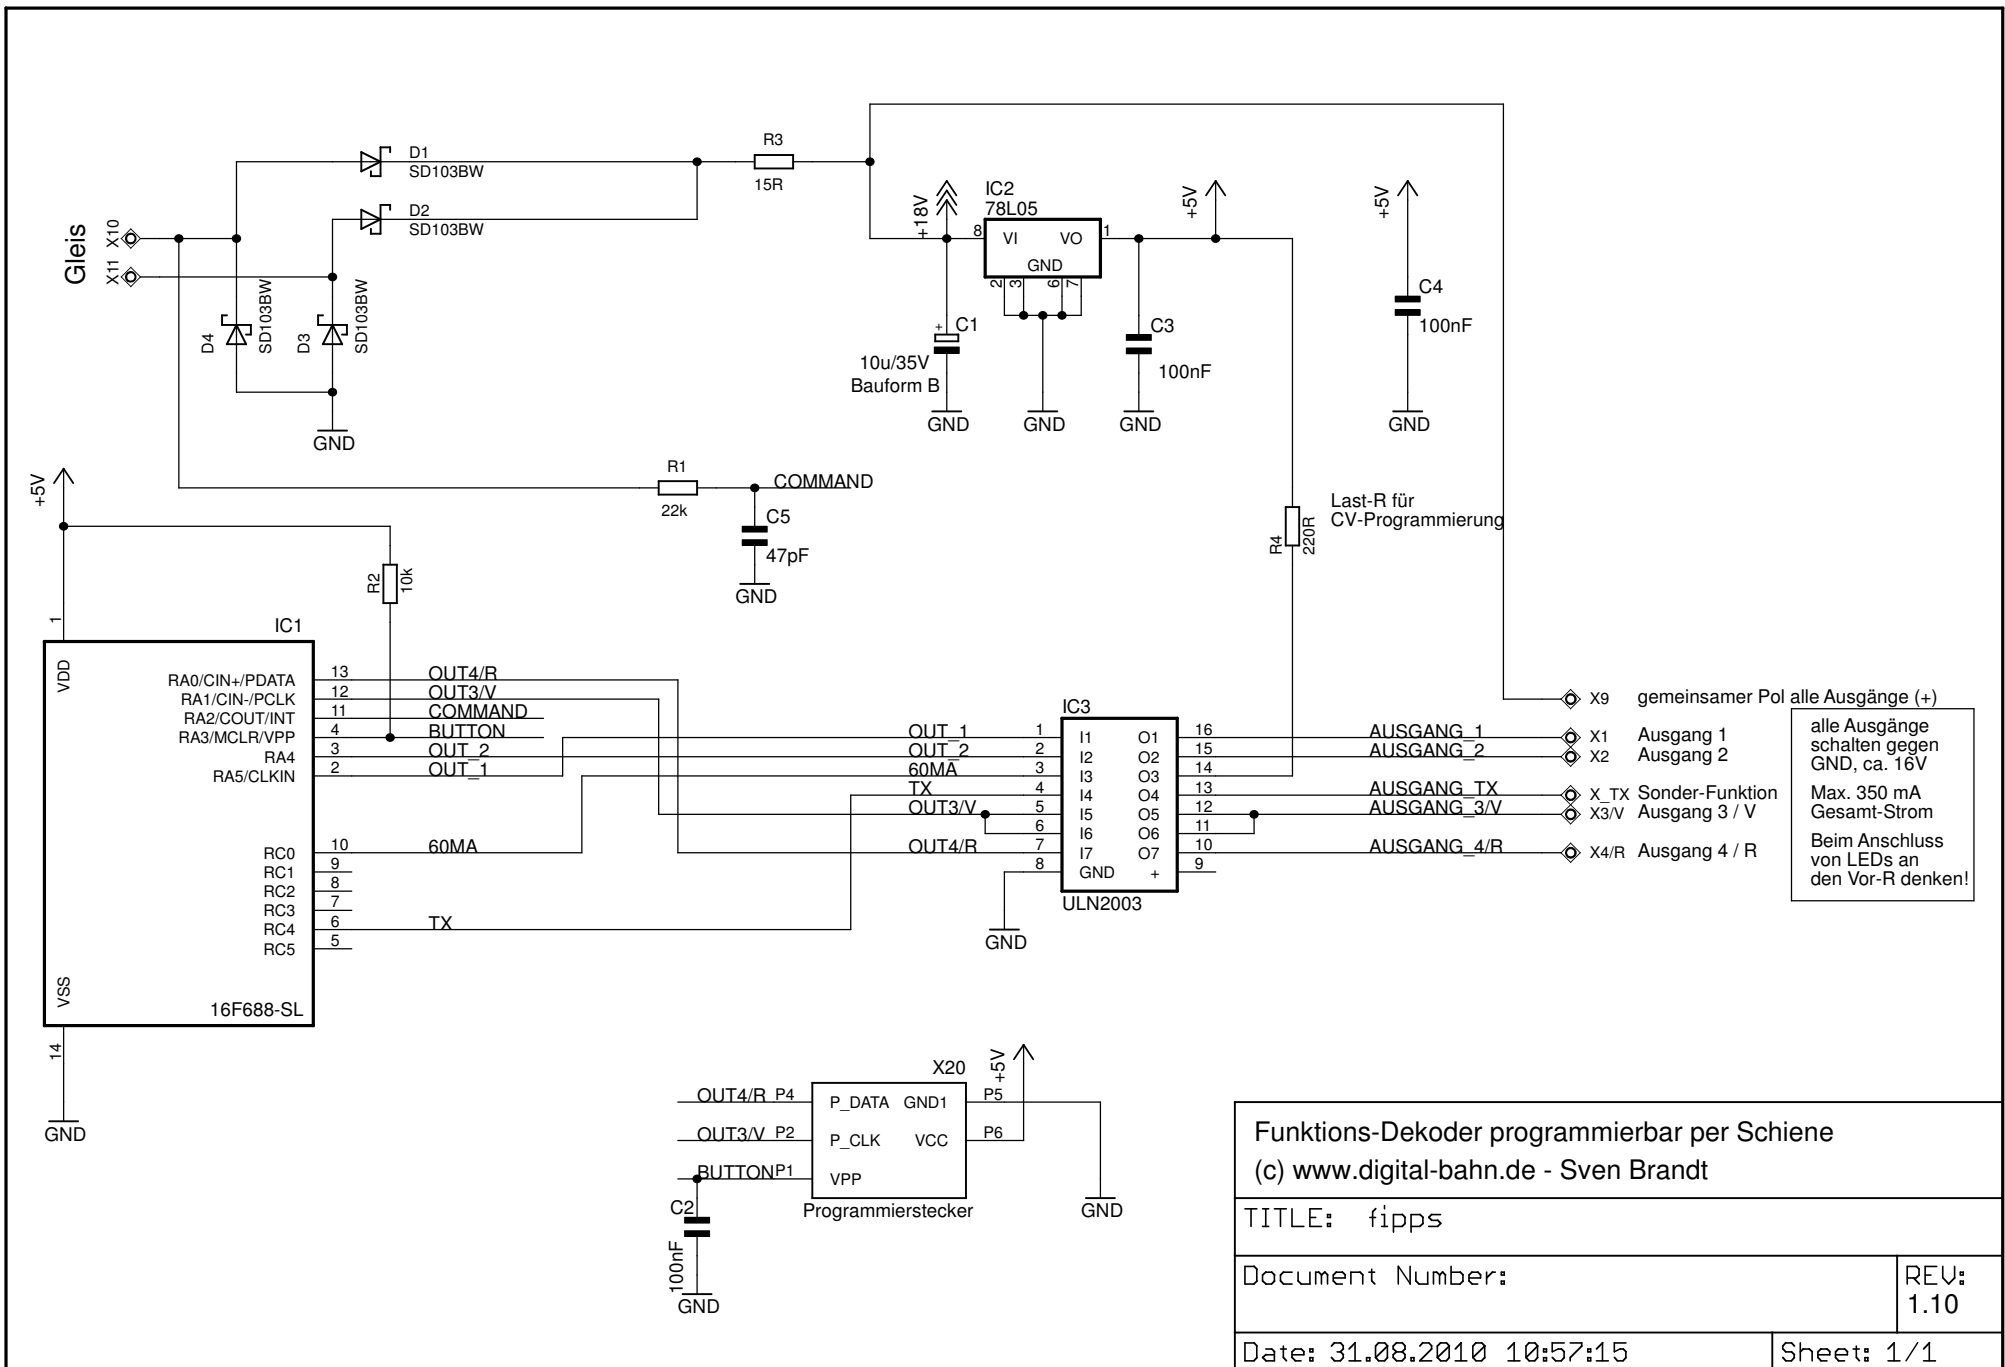 Gleis
X10
X11
D1
SD103BW
D2
SD103BW
D4
SD103BW
D3
SD103BW
GND
R3
15R
+18V
IC2
78L05
8
VI
VO
1
GND
2
3
6
7
+
C1
10u/35V
Bauform B
GND
GND
C3
100nF
GND
+5V
+5V
C4
100nF
GND
R1
22k
COMMAND
C5
47pF
GND
R4
220R
Last-R für
CV-Programmierung
+5V
R2
10k
1
IC1
VDD
RA0/CIN+/PDATA 13 OUT4/R
RA1/CIN-/PCLK 12 OUT3/V
RA2/COUT/INT 11 COMMAND
RA3/MCLR/VPP 4 BUTTON
RA4 3 OUT_2
RA5/CLKIN 2 OUT_1
RC0 10 60MA
RC1 9
RC2 8
RC3 7
RC4 6 TX
RC5 5
VSS
16F688-SL
14
GND
IC3
OUT_1 1 I1 O1 16 AUSGANG_1
OUT_2 2 I2 O2 15 AUSGANG_2
60MA 3 I3 O3 14
TX 4 I4 O4 13 AUSGANG_TX
OUT3/V 5 I5 O5 12 AUSGANG_3/V
6 I6 O6 11
OUT4/R 7 I7 O7 10 AUSGANG_4/R
8 GND + 9
ULN2003
GND
X9 gemeinsamer Pol alle Ausgänge (+)
X1 Ausgang 1
X2 Ausgang 2
X_TX Sonder-Funktion
X3/V Ausgang 3 / V
X4/R Ausgang 4 / R
alle Ausgänge
schalten gegen
GND, ca. 16V
Max. 350 mA
Gesamt-Strom
Beim Anschluss
von LEDs an
den Vor-R denken!
X20
+5V
OUT4/R P4 P_DATA GND1 P5
OUT3/V P2 P_CLK VCC P6
BUTTON P1 VPP
Programmierstecker
GND
C2
100nF
GND
Funktions-Dekoder programmierbar per Schiene
(c) www.digital-bahn.de - Sven Brandt
TITLE: fipps
Document Number:
REV:
1.10
Date: 31.08.2010 10:57:15
Sheet: 1/1